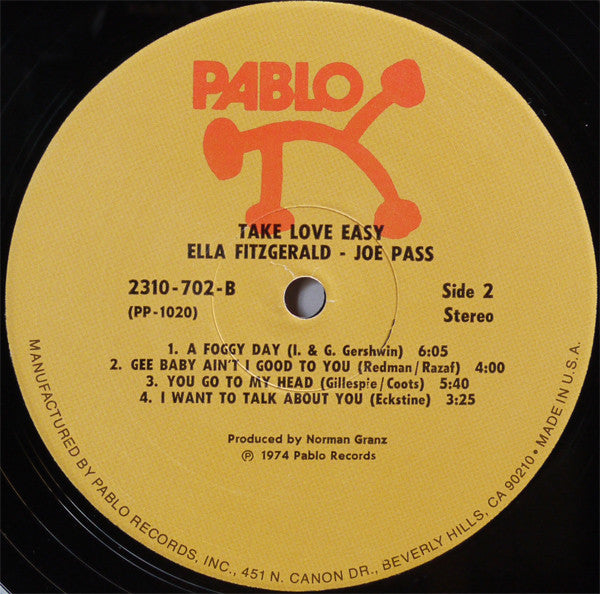 PABLO
TAKE LOVE EASY
ELLA FITZGERALD - JOE PASS
2310-702-B
(PP-1020)
Side 2
Stereo
1. A FOGGY DAY (I. & G. Gershwin) 6:05
2. GEE BABY AIN'T I GOOD TO YOU (Redman/Razaf) 4:00
3. YOU GO TO MY HEAD (Gillespie/Coots) 5:40
4. I WANT TO TALK ABOUT YOU (Eckstine) 3:25
Produced by Norman Granz
℗ 1974 Pablo Records
MANUFACTURED BY PABLO RECORDS, INC., 451 N. CANON DR., BEVERLY HILLS, CA 90210 • MADE IN U.S.A.